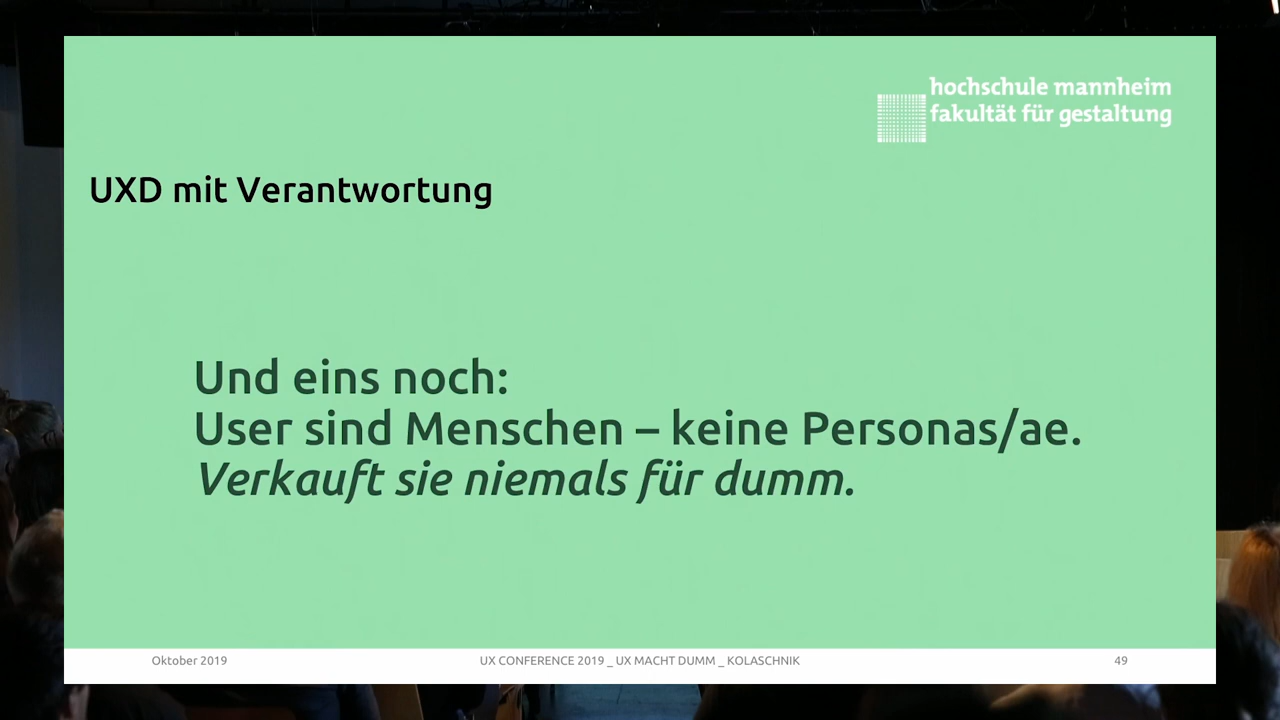 hochschule mannheim
fakultät für gestaltung
UXD mit Verantwortung
Und eins noch:
User sind Menschen – keine Personas/ae.
Verkauft sie niemals für dumm.
Oktober 2019
UX CONFERENCE 2019 _ UX MACHT DUMM _ KOLASCHNIK
49